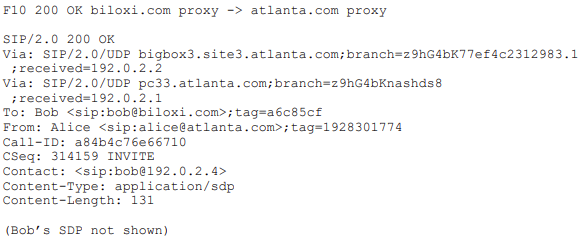 F10 200 OK biloxi.com proxy -> atlanta.com proxy
SIP/2.0 200 OK
Via: SIP/2.0/UDP bigbox3.site3.atlanta.com;branch=z9hG4bK77ef4c2312983.1
;received=192.0.2.2
Via: SIP/2.0/UDP pc33.atlanta.com;branch=z9hG4bKnashds8
;received=192.0.2.1
To: Bob <sip:bob@biloxi.com>;tag=a6c85cf
From: Alice <sip:alice@atlanta.com>;tag=1928301774
Call-ID: a84b4c76e66710
CSeq: 314159 INVITE
Contact: <sip:bob@192.0.2.4>
Content-Type: application/sdp
Content-Length: 131
(Bob’s SDP not shown)